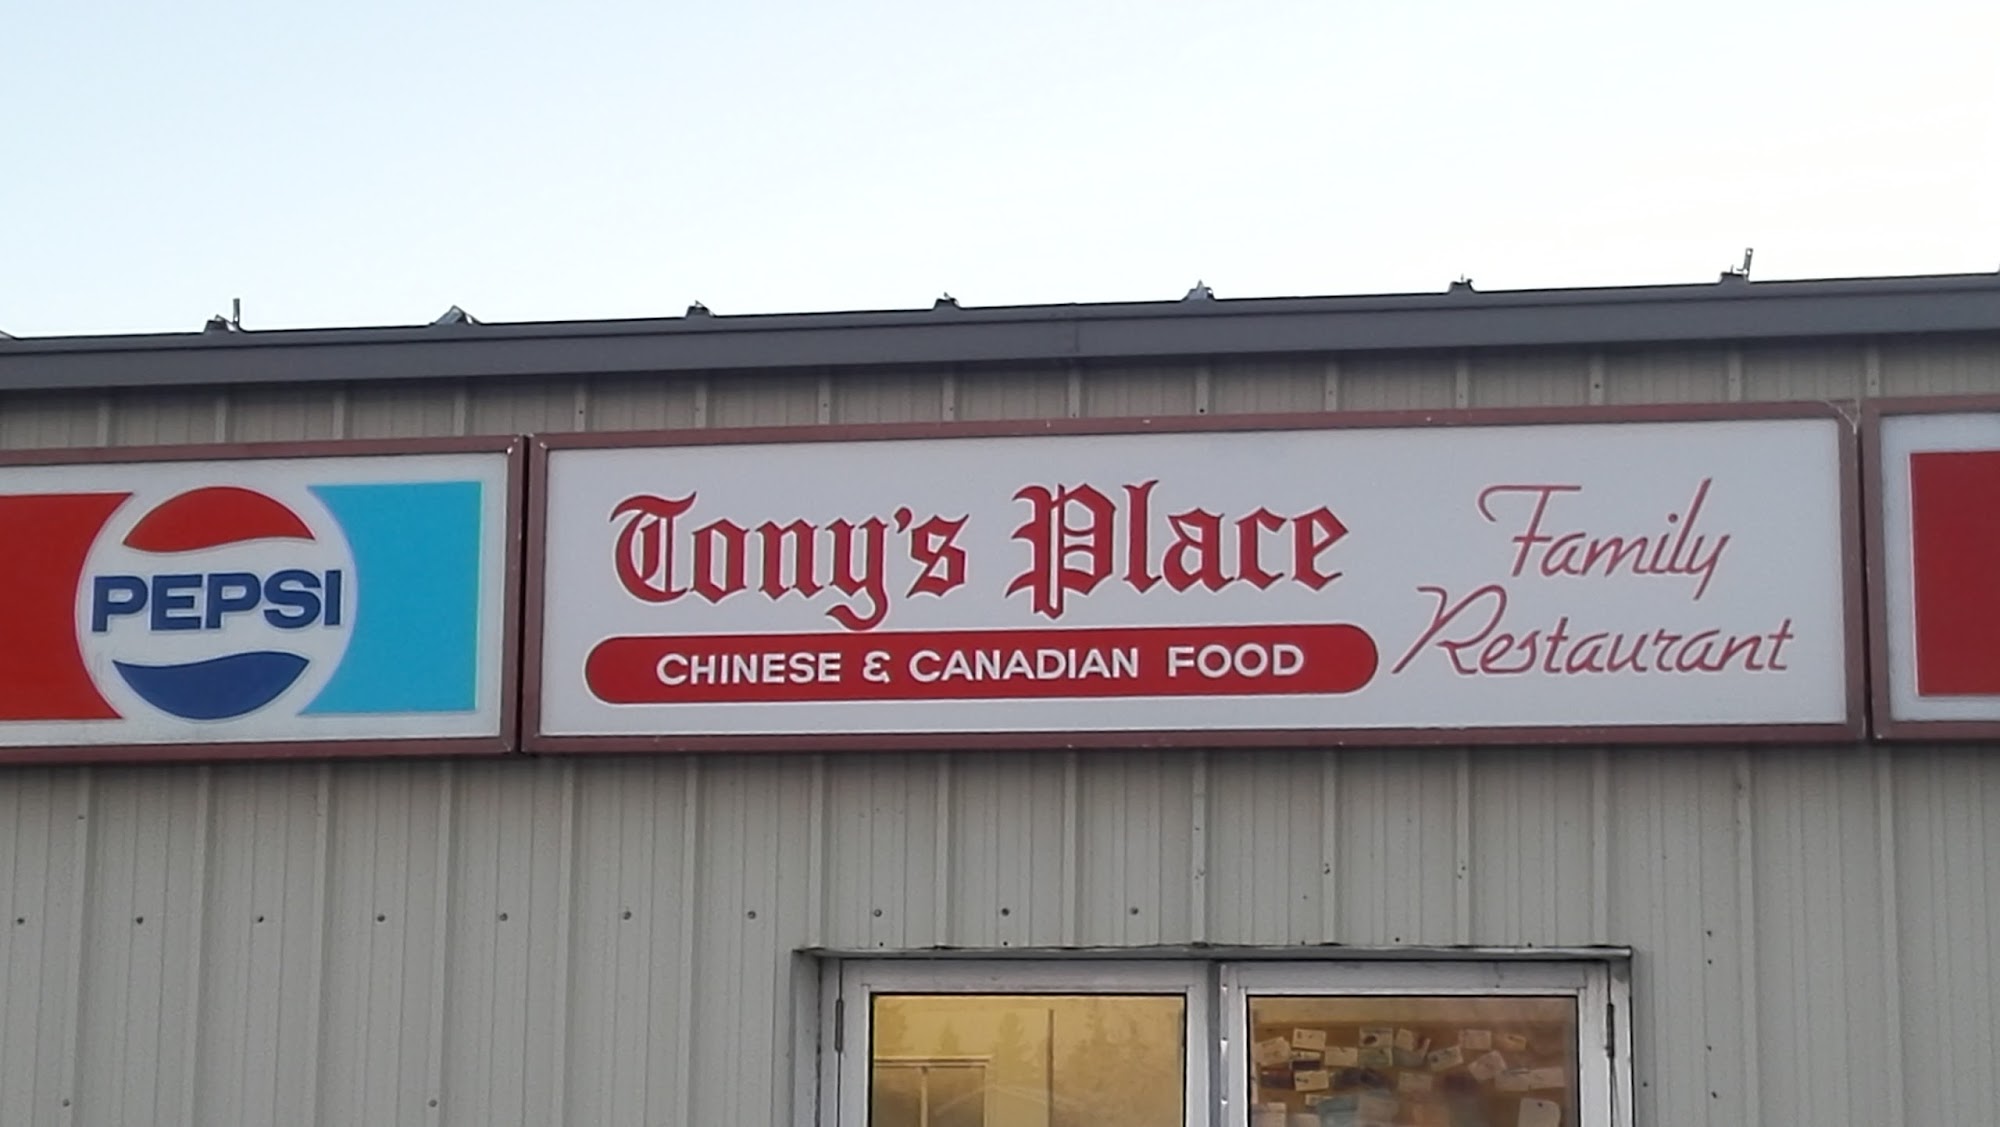 PEPSI
Tony's Place
CHINESE & CANADIAN FOOD
Family
Restaurant